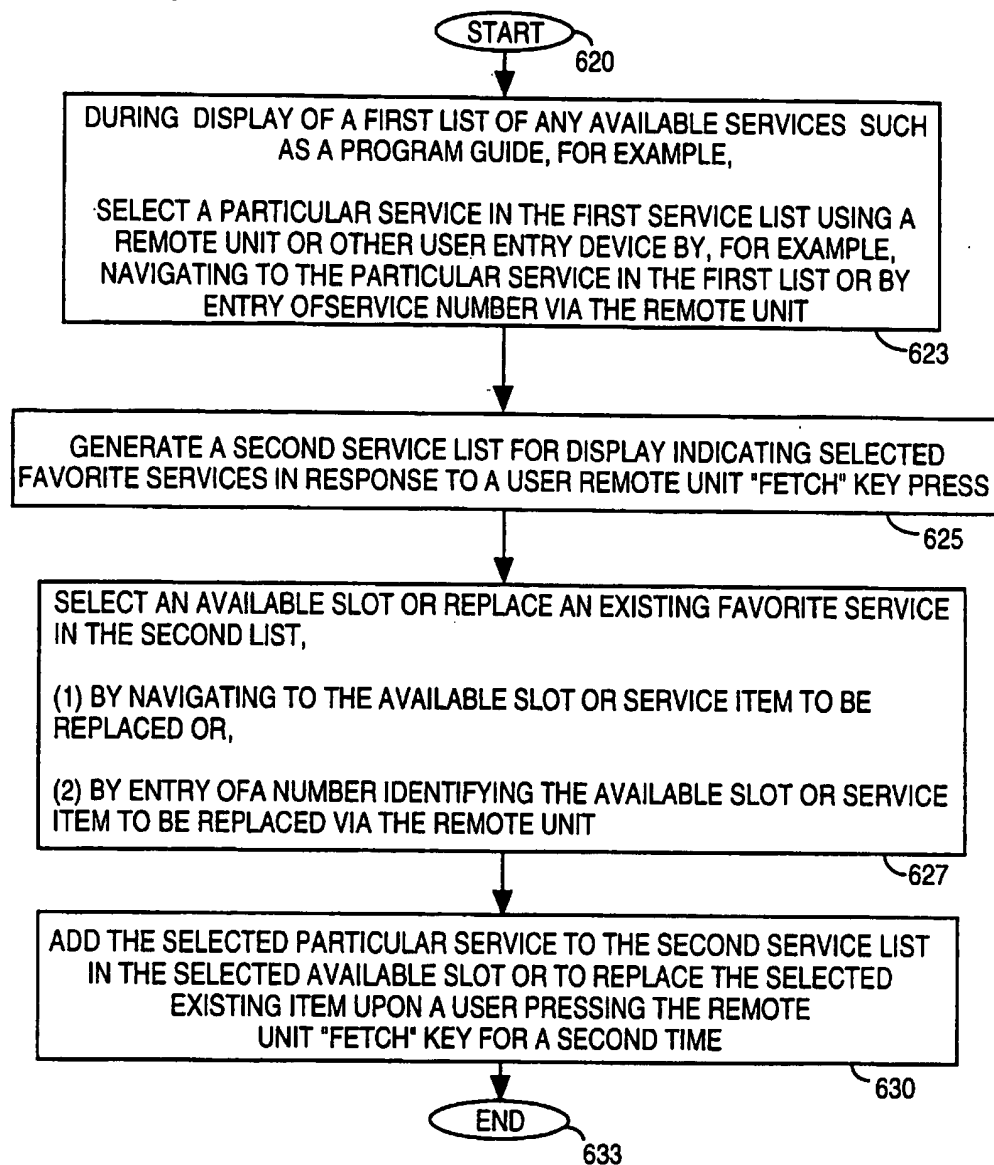 START
620
DURING DISPLAY OF A FIRST LIST OF ANY AVAILABLE SERVICES SUCH
AS A PROGRAM GUIDE, FOR EXAMPLE,
SELECT A PARTICULAR SERVICE IN THE FIRST SERVICE LIST USING A
REMOTE UNIT OR OTHER USER ENTRY DEVICE BY, FOR EXAMPLE,
NAVIGATING TO THE PARTICULAR SERVICE IN THE FIRST LIST OR BY
ENTRY OFSERVICE NUMBER VIA THE REMOTE UNIT
623
GENERATE A SECOND SERVICE LIST FOR DISPLAY INDICATING SELECTED
FAVORITE SERVICES IN RESPONSE TO A USER REMOTE UNIT "FETCH" KEY PRESS
625
SELECT AN AVAILABLE SLOT OR REPLACE AN EXISTING FAVORITE SERVICE
IN THE SECOND LIST,
(1) BY NAVIGATING TO THE AVAILABLE SLOT OR SERVICE ITEM TO BE
REPLACED OR,
(2) BY ENTRY OFA NUMBER IDENTIFYING THE AVAILABLE SLOT OR SERVICE
ITEM TO BE REPLACED VIA THE REMOTE UNIT
627
ADD THE SELECTED PARTICULAR SERVICE TO THE SECOND SERVICE LIST
IN THE SELECTED AVAILABLE SLOT OR TO REPLACE THE SELECTED
EXISTING ITEM UPON A USER PRESSING THE REMOTE
UNIT "FETCH" KEY FOR A SECOND TIME
630
END
633